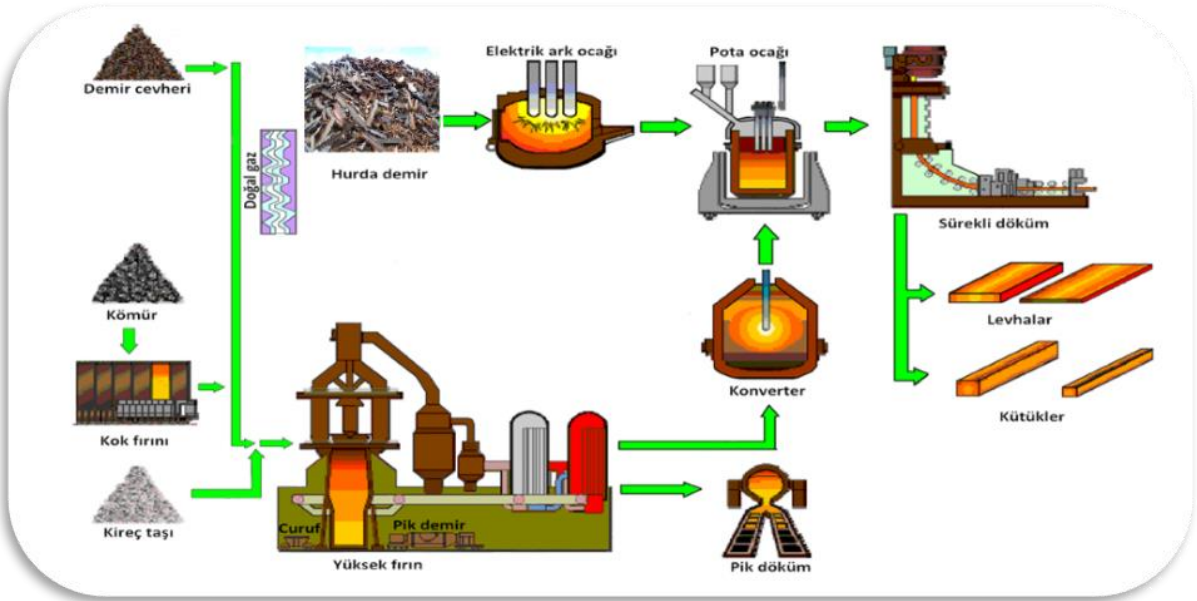 Demir cevheri
Doğal gaz
Hurda demir
Elektrik ark ocağı
Pota ocağı
Sürekli döküm
Kömür
Kok fırını
Kireç taşı
Curuf
Pik demir
Yüksek fırın
Konverter
Pik döküm
Levhalar
Kütükler